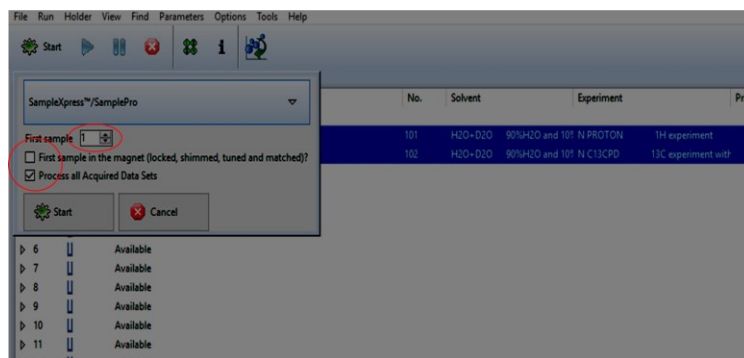 File Run Holder View Find Parameters Options Tools Help
Start i
SampleXpress™/SamplePro
No. Solvent Experiment Pr
First sample 1
101 H2O+D2O 90%H2O and 10% N PROTON 1H experiment
First sample in the magnet (locked, shimmed, tuned and matched)?
102 H2O+D2O 90%H2O and 10% N C13CPD 13C experiment with
Process all Acquired Data Sets
Start Cancel
6 Available
7 Available
8 Available
9 Available
10 Available
11 Available